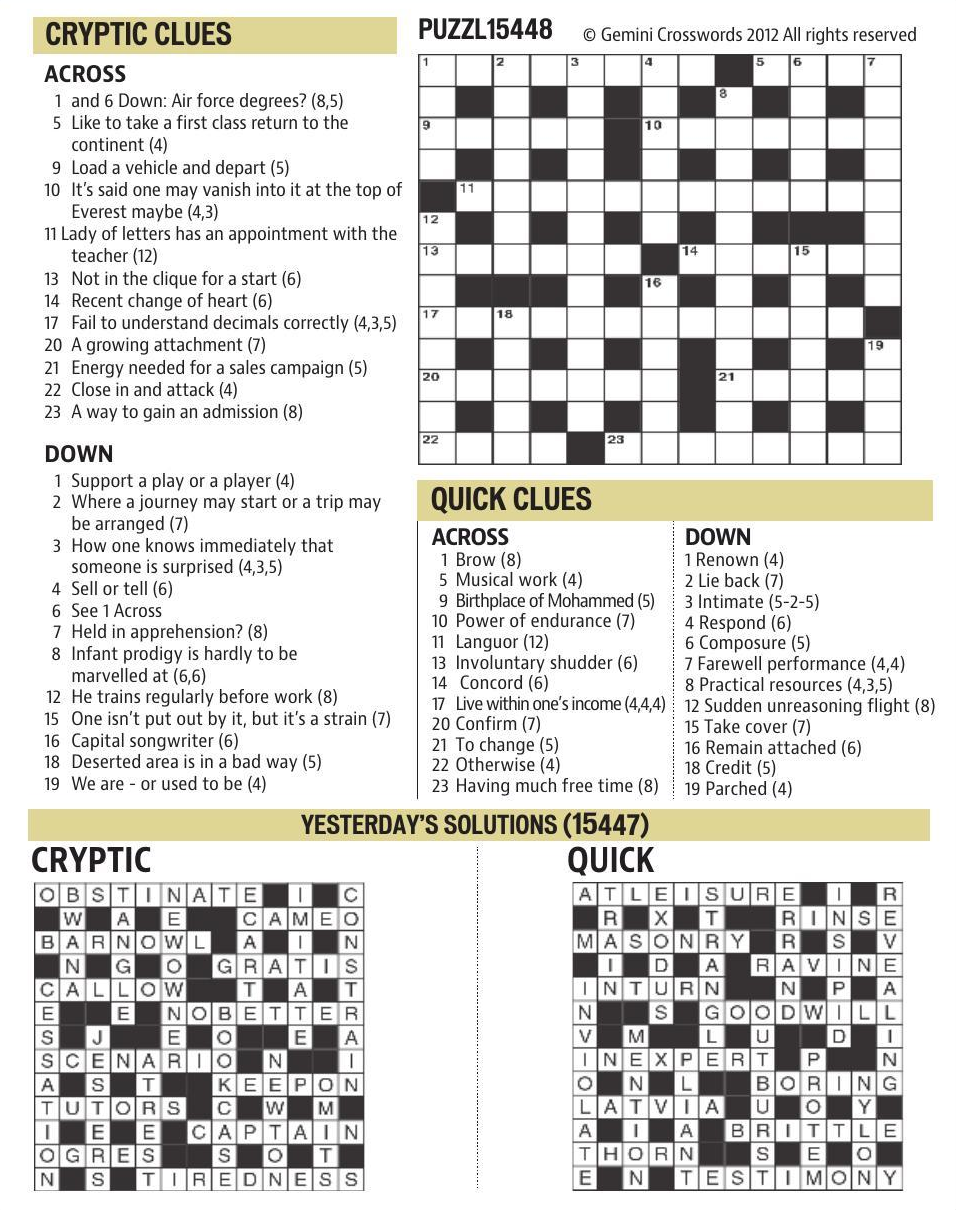 CRYPTIC CLUES
PUZZL15448
© Gemini Crosswords 2012 All rights reserved
ACROSS
1 and 6 Down: Air force degrees? (8,5)
5 Like to take a first class return to the
continent (4)
9 Load a vehicle and depart (5)
10 It's said one may vanish into it at the top of
Everest maybe (4,3)
11 Lady of letters has an appointment with the
teacher (12)
13 Not in the clique for a start (6)
14 Recent change of heart (6)
17 Fail to understand decimals correctly (4,3,5)
20 A growing attachment (7)
21 Energy needed for a sales campaign (5)
22 Close in and attack (4)
23 A way to gain an admission (8)
DOWN
1 Support a play or a player (4)
2 Where a journey may start or a trip may
be arranged (7)
3 How one knows immediately that
someone is surprised (4,3,5)
4 Sell or tell (6)
6 See 1 Across
7 Held in apprehension? (8)
8 Infant prodigy is hardly to be
marvelled at (6,6)
12 He trains regularly before work (8)
15 One isn't put out by it, but it's a strain (7)
16 Capital songwriter (6)
18 Deserted area is in a bad way (5)
19 We are - or used to be (4)
1 2 3 4 5 6 7
8
9 10
11
12
13 14 15
16
17 18
19
20 21
22 23
QUICK CLUES
ACROSS
1 Brow (8)
5 Musical work (4)
9 Birthplace of Mohammed (5)
10 Power of endurance (7)
11 Languor (12)
13 Involuntary shudder (6)
14 Concord (6)
17 Live within one's income (4,4,4)
20 Confirm (7)
21 To change (5)
22 Otherwise (4)
23 Having much free time (8)
DOWN
1 Renown (4)
2 Lie back (7)
3 Intimate (5-2-5)
4 Respond (6)
6 Composure (5)
7 Farewell performance (4,4)
8 Practical resources (4,3,5)
12 Sudden unreasoning flight (8)
15 Take cover (7)
16 Remain attached (6)
18 Credit (5)
19 Parched (4)
YESTERDAY'S SOLUTIONS (15447)
CRYPTIC
O B S T I N A T E I C
W A E C A M E O
B A R N O W L A I N
N G O G R A T I S
C A L L O W T A T
E E N O B E T T E R
S J E O E A
S C E N A R I O N I
A S T K E E P O N
T U T O R S C W M
I E E C A P T A I N
O G R E S S O T
N S T I R E D N E S S
QUICK
A T L E I S U R E I R
R X T R I N S E
M A S O N R Y R S V
I D A R A V I N E
I N T U R N N P A
N S G O O D W I L L
V M L U D I
I N E X P E R T P N
O N L B O R I N G
L A T V I A U O Y
A I A B R I T T L E
T H O R N S E O
E N T E S T I M O N Y